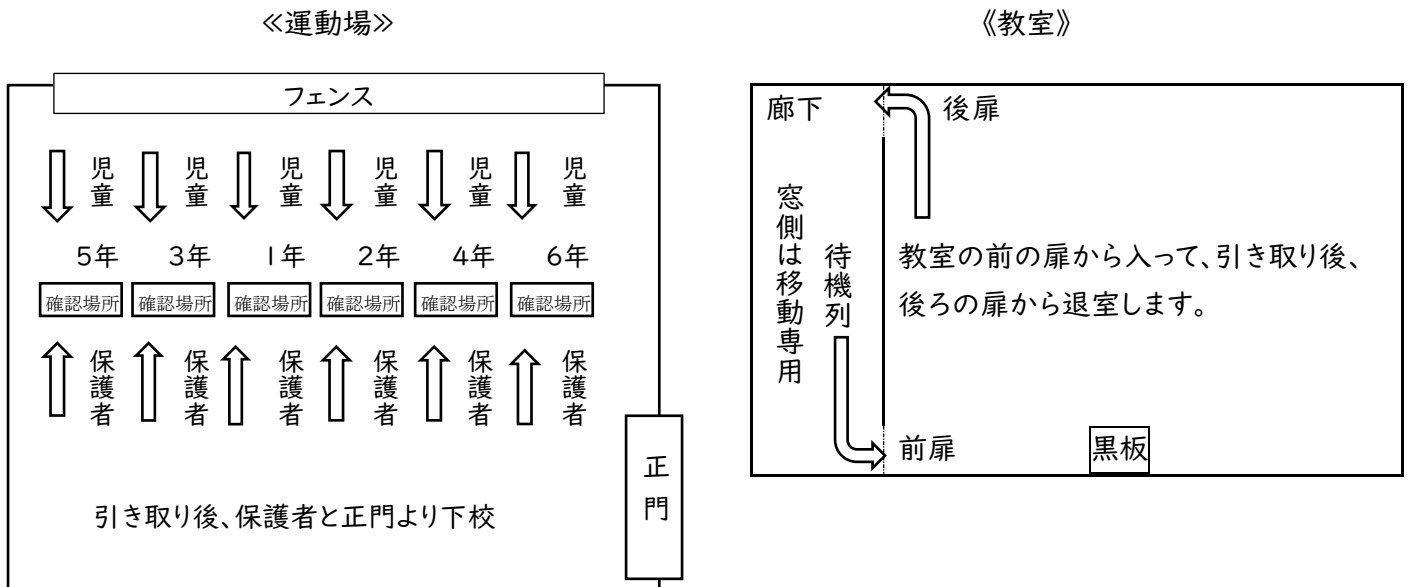 ≪運動場≫
フェンス
児童 児童 児童 児童 児童 児童
5年 3年 1年 2年 4年 6年
確認場所 確認場所 確認場所 確認場所 確認場所 確認場所
保護者 保護者 保護者 保護者 保護者 保護者
正門
引き取り後、保護者と正門より下校
《教室》
廊下
後扉
窓側は移動専用
待機列
教室の前の扉から入って、引き取り後、
後ろの扉から退室します。
前扉
黒板